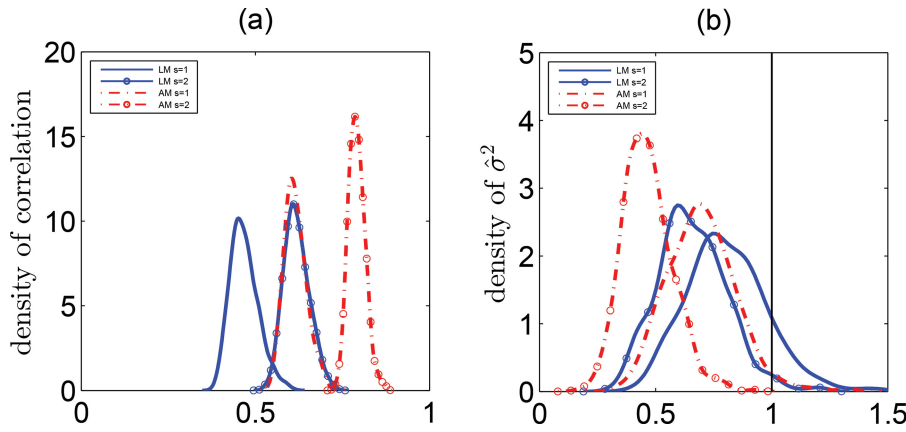 (a)
density of correlation
20
15
10
5
0
0
0.5
1
LM s=1
LM s=2
AM s=1
AM s=2
(b)
density of σ̂²
5
4
3
2
1
0
0
0.5
1
1.5
LM s=1
LM s=2
AM s=1
AM s=2